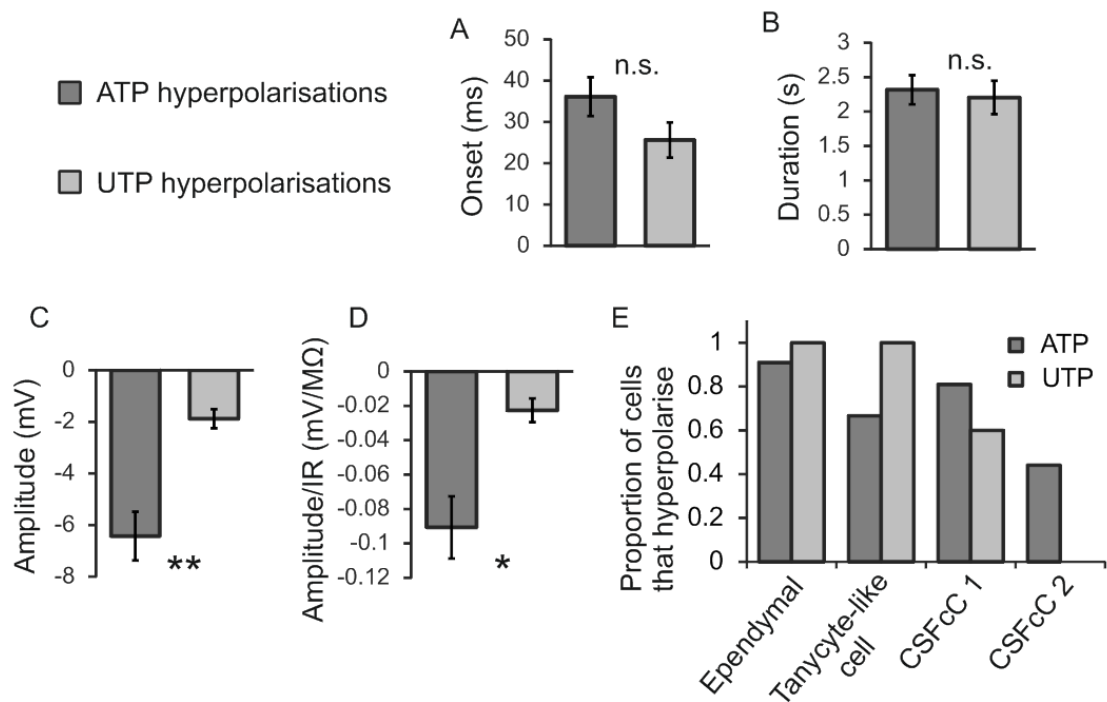 ATP hyperpolarisations
UTP hyperpolarisations
A
Onset (ms)
50
40
30
20
10
0
n.s.
B
Duration (s)
3
2.5
2
1.5
1
0.5
0
n.s.
C
Amplitude (mV)
0
-2
-4
-6
-8
**
D
Amplitude/IR (mV/MΩ)
0
-0.02
-0.04
-0.06
-0.08
-0.1
-0.12
*
E
Proportion of cells
that hyperpolarise
1
0.8
0.6
0.4
0.2
0
ATP
UTP
Ependymal
Tanycyte-like
cell
CSFcC 1
CSFcC 2